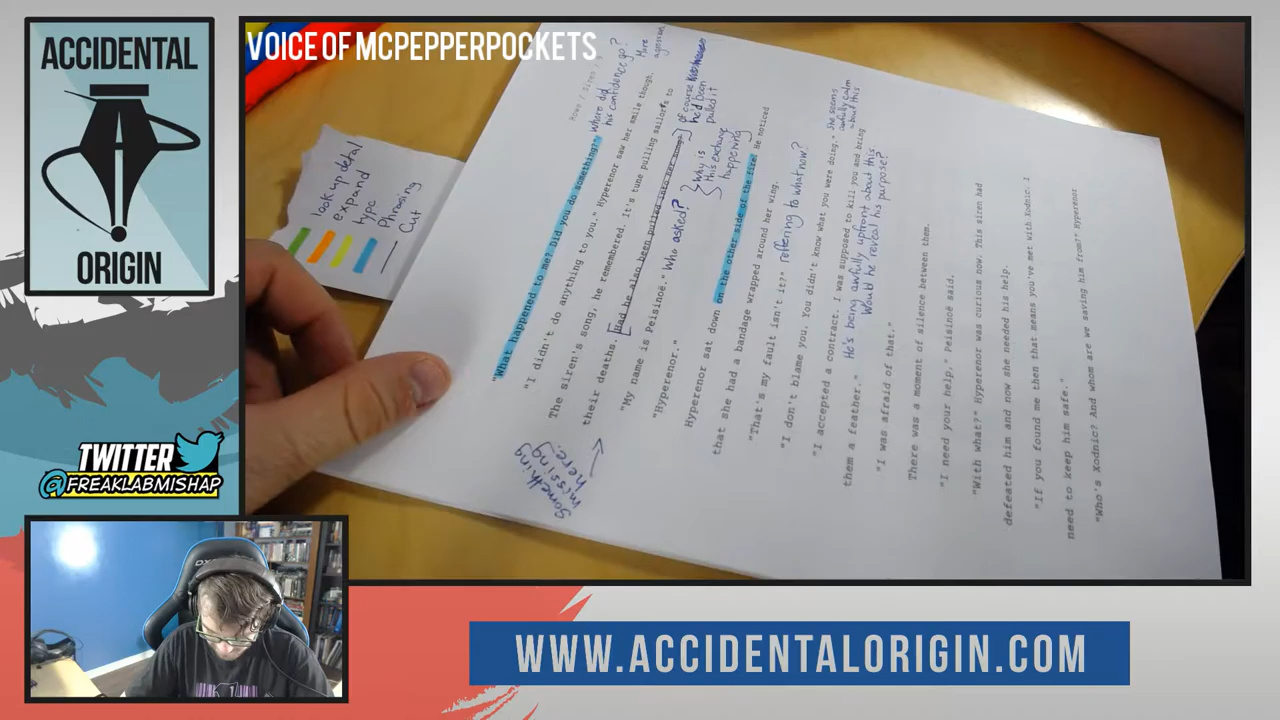 ACCIDENTAL
ORIGIN
VOICE OF MCPEPPERPOCKETS
look up detail
expand
typo
Phrasing
Cut
"What happened to me? Did you do something?"
where did
his confidence go?
More
"I didn't do anything to you." Hyperenor saw her smile though.
The siren's song, he remembered. It's tune pulling sailors to
their deaths. [Had he also been pulled into her songs]
of course
he'd been
pulled it
"My name is Peisinoë." Who asked?
Why is
this exchange
happening
"Hyperenor."
Hyperenor sat down on the other side of the fire. He noticed
that she had a bandage wrapped around her wing.
"That's my fault isn't it?" reffering to what now?
"I don't blame you. You didn't know what you were doing."
She seems
awfully calm
about this
"I accepted a contract. I was supposed to kill you and bring
them a feather."
He's being awfully upfront about this
Would he reveal his purpose?
"I was afraid of that."
There was a moment of silence between them.
"I need your help," Peisinoë said.
"With what?" Hyperenor was curious now. This siren had
defeated him and now she needed his help.
"If you found me then that means you've met with Xodnic. I
need to keep him safe."
"Who's Xodnic? And whom are we saving him from?" Hyperenor
Something
missing
here.
TWITTER
@FREAKLABMISHAP
WWW.ACCIDENTALORIGIN.COM